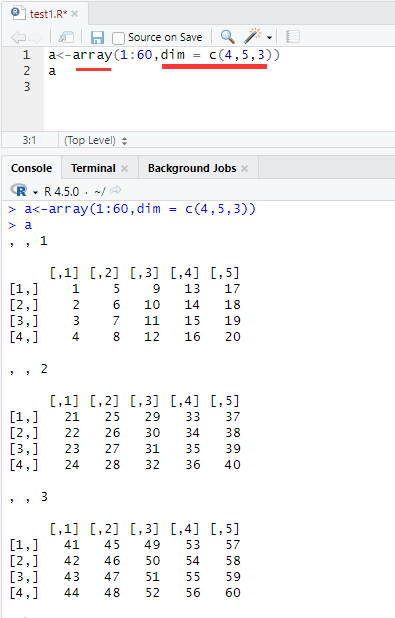 test1.R* ×
Source on Save
1 a<-array(1:60,dim = c(4,5,3))
2 a
3
3:1 (Top Level)
Console Terminal × Background Jobs ×
R 4.5.0 · ~/
> a<-array(1:60,dim = c(4,5,3))
> a
, , 1
[,1] [,2] [,3] [,4] [,5]
[1,] 1 5 9 13 17
[2,] 2 6 10 14 18
[3,] 3 7 11 15 19
[4,] 4 8 12 16 20
, , 2
[,1] [,2] [,3] [,4] [,5]
[1,] 21 25 29 33 37
[2,] 22 26 30 34 38
[3,] 23 27 31 35 39
[4,] 24 28 32 36 40
, , 3
[,1] [,2] [,3] [,4] [,5]
[1,] 41 45 49 53 57
[2,] 42 46 50 54 58
[3,] 43 47 51 55 59
[4,] 44 48 52 56 60